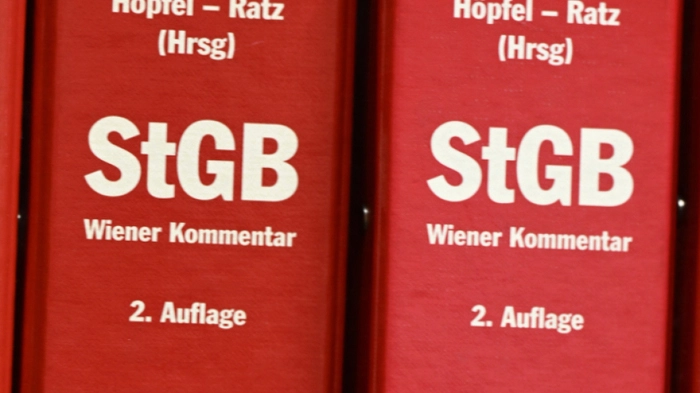 Höpfel – Ratz
(Hrsg)
StGB
Wiener Kommentar
2. Auflage
Höpfel – Ratz
(Hrsg)
StGB
Wiener Kommentar
2. Auflage